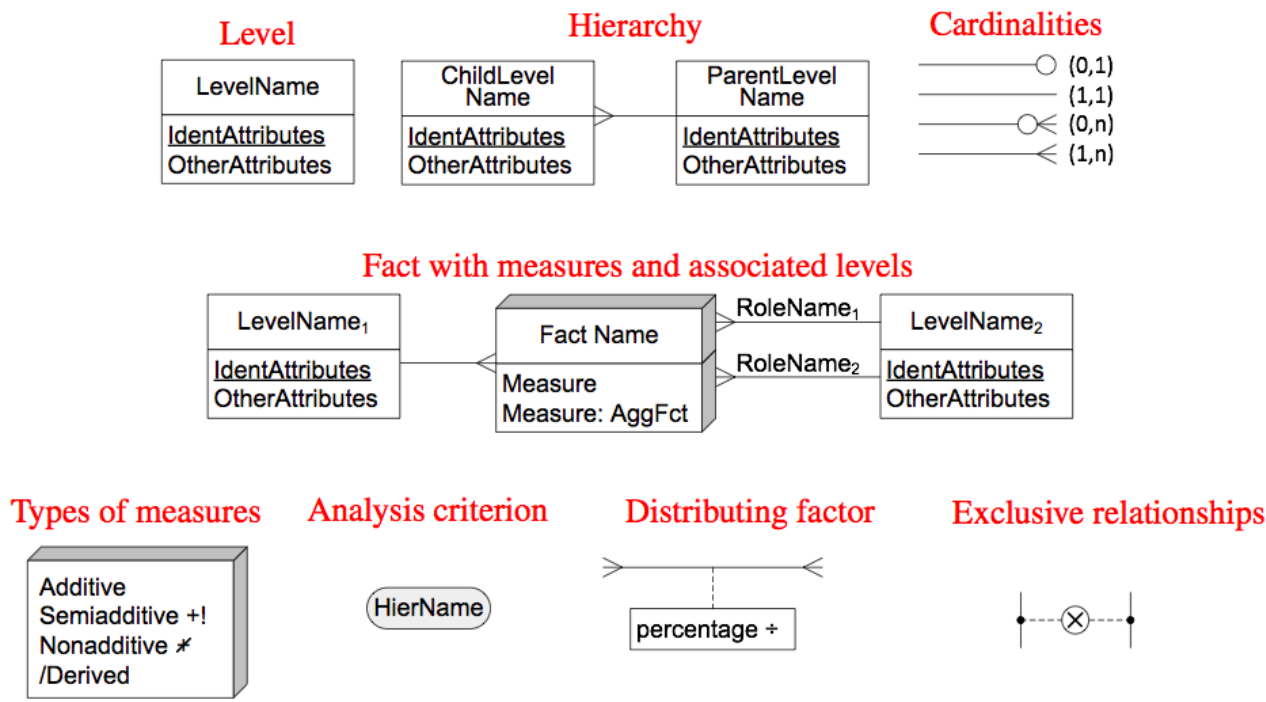 Level
Hierarchy
Cardinalities
LevelName
IdentAttributes
OtherAttributes
ChildLevel
Name
IdentAttributes
OtherAttributes
ParentLevel
Name
IdentAttributes
OtherAttributes
(0,1)
(1,1)
(0,n)
(1,n)
Fact with measures and associated levels
LevelName₁
IdentAttributes
OtherAttributes
Fact Name
Measure
Measure: AggFct
RoleName₁
RoleName₂
LevelName₂
IdentAttributes
OtherAttributes
Types of measures
Analysis criterion
Distributing factor
Exclusive relationships
Additive
Semiadditive +!
Nonadditive +̸
/Derived
HierName
percentage ÷